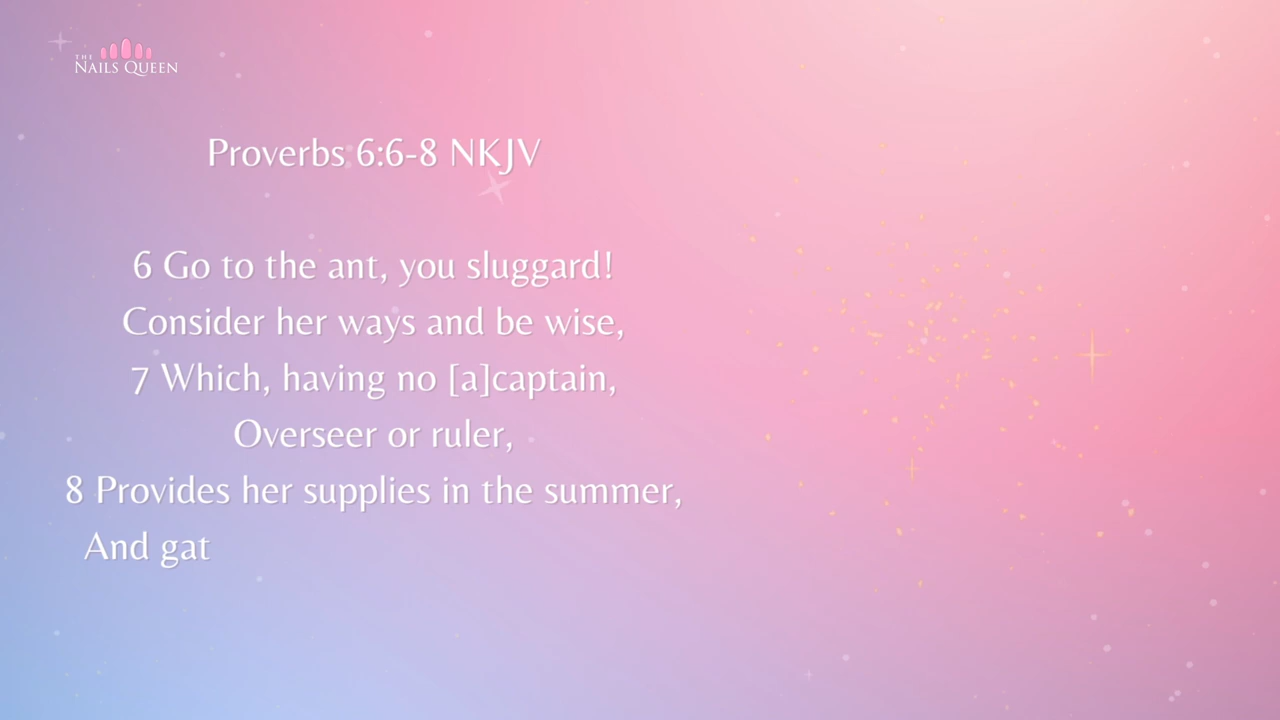 THE
NAILS QUEEN
Proverbs 6:6-8 NKJV
6 Go to the ant, you sluggard!
Consider her ways and be wise,
7 Which, having no [a]captain,
Overseer or ruler,
8 Provides her supplies in the summer,
And gat